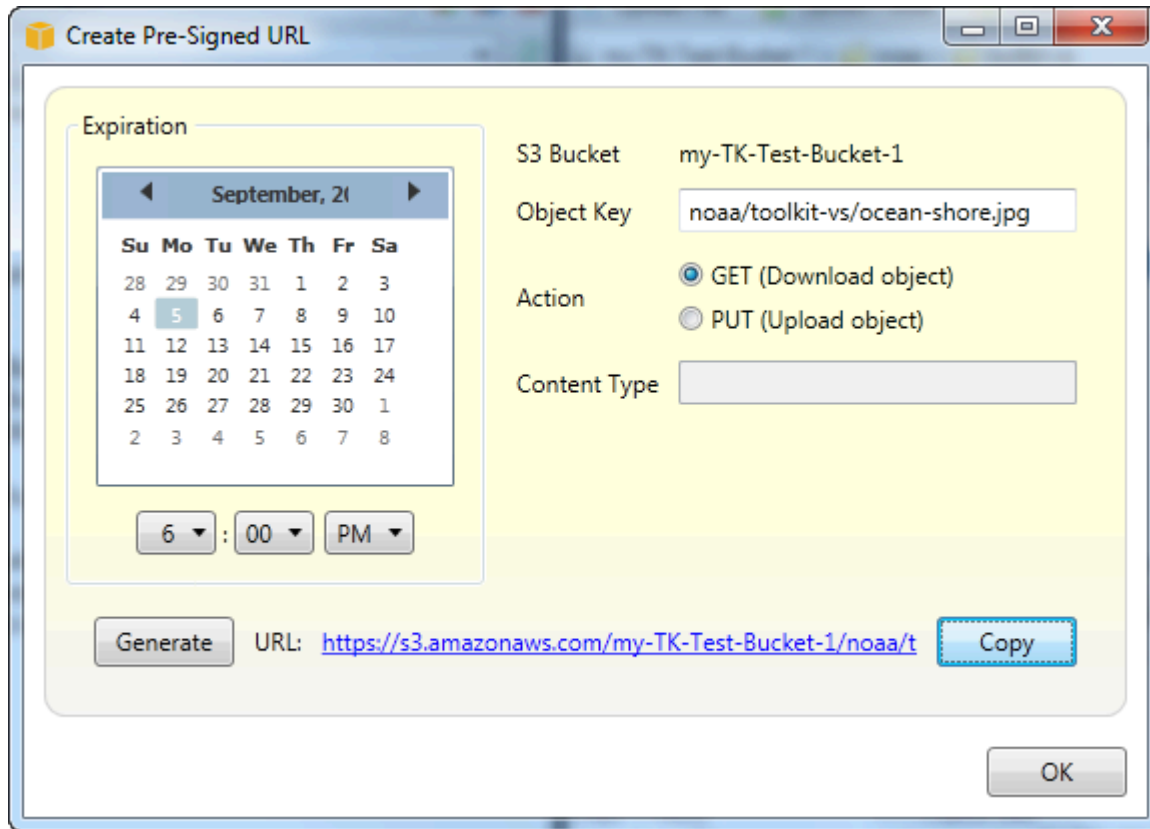 Create Pre-Signed URL
Expiration
September, 20
Su Mo Tu We Th Fr Sa
28 29 30 31 1 2 3
4 5 6 7 8 9 10
11 12 13 14 15 16 17
18 19 20 21 22 23 24
25 26 27 28 29 30 1
2 3 4 5 6 7 8
6 : 00 PM
S3 Bucket my-TK-Test-Bucket-1
Object Key noaa/toolkit-vs/ocean-shore.jpg
Action
GET (Download object)
PUT (Upload object)
Content Type
Generate URL: https://s3.amazonaws.com/my-TK-Test-Bucket-1/noaa/t Copy
OK